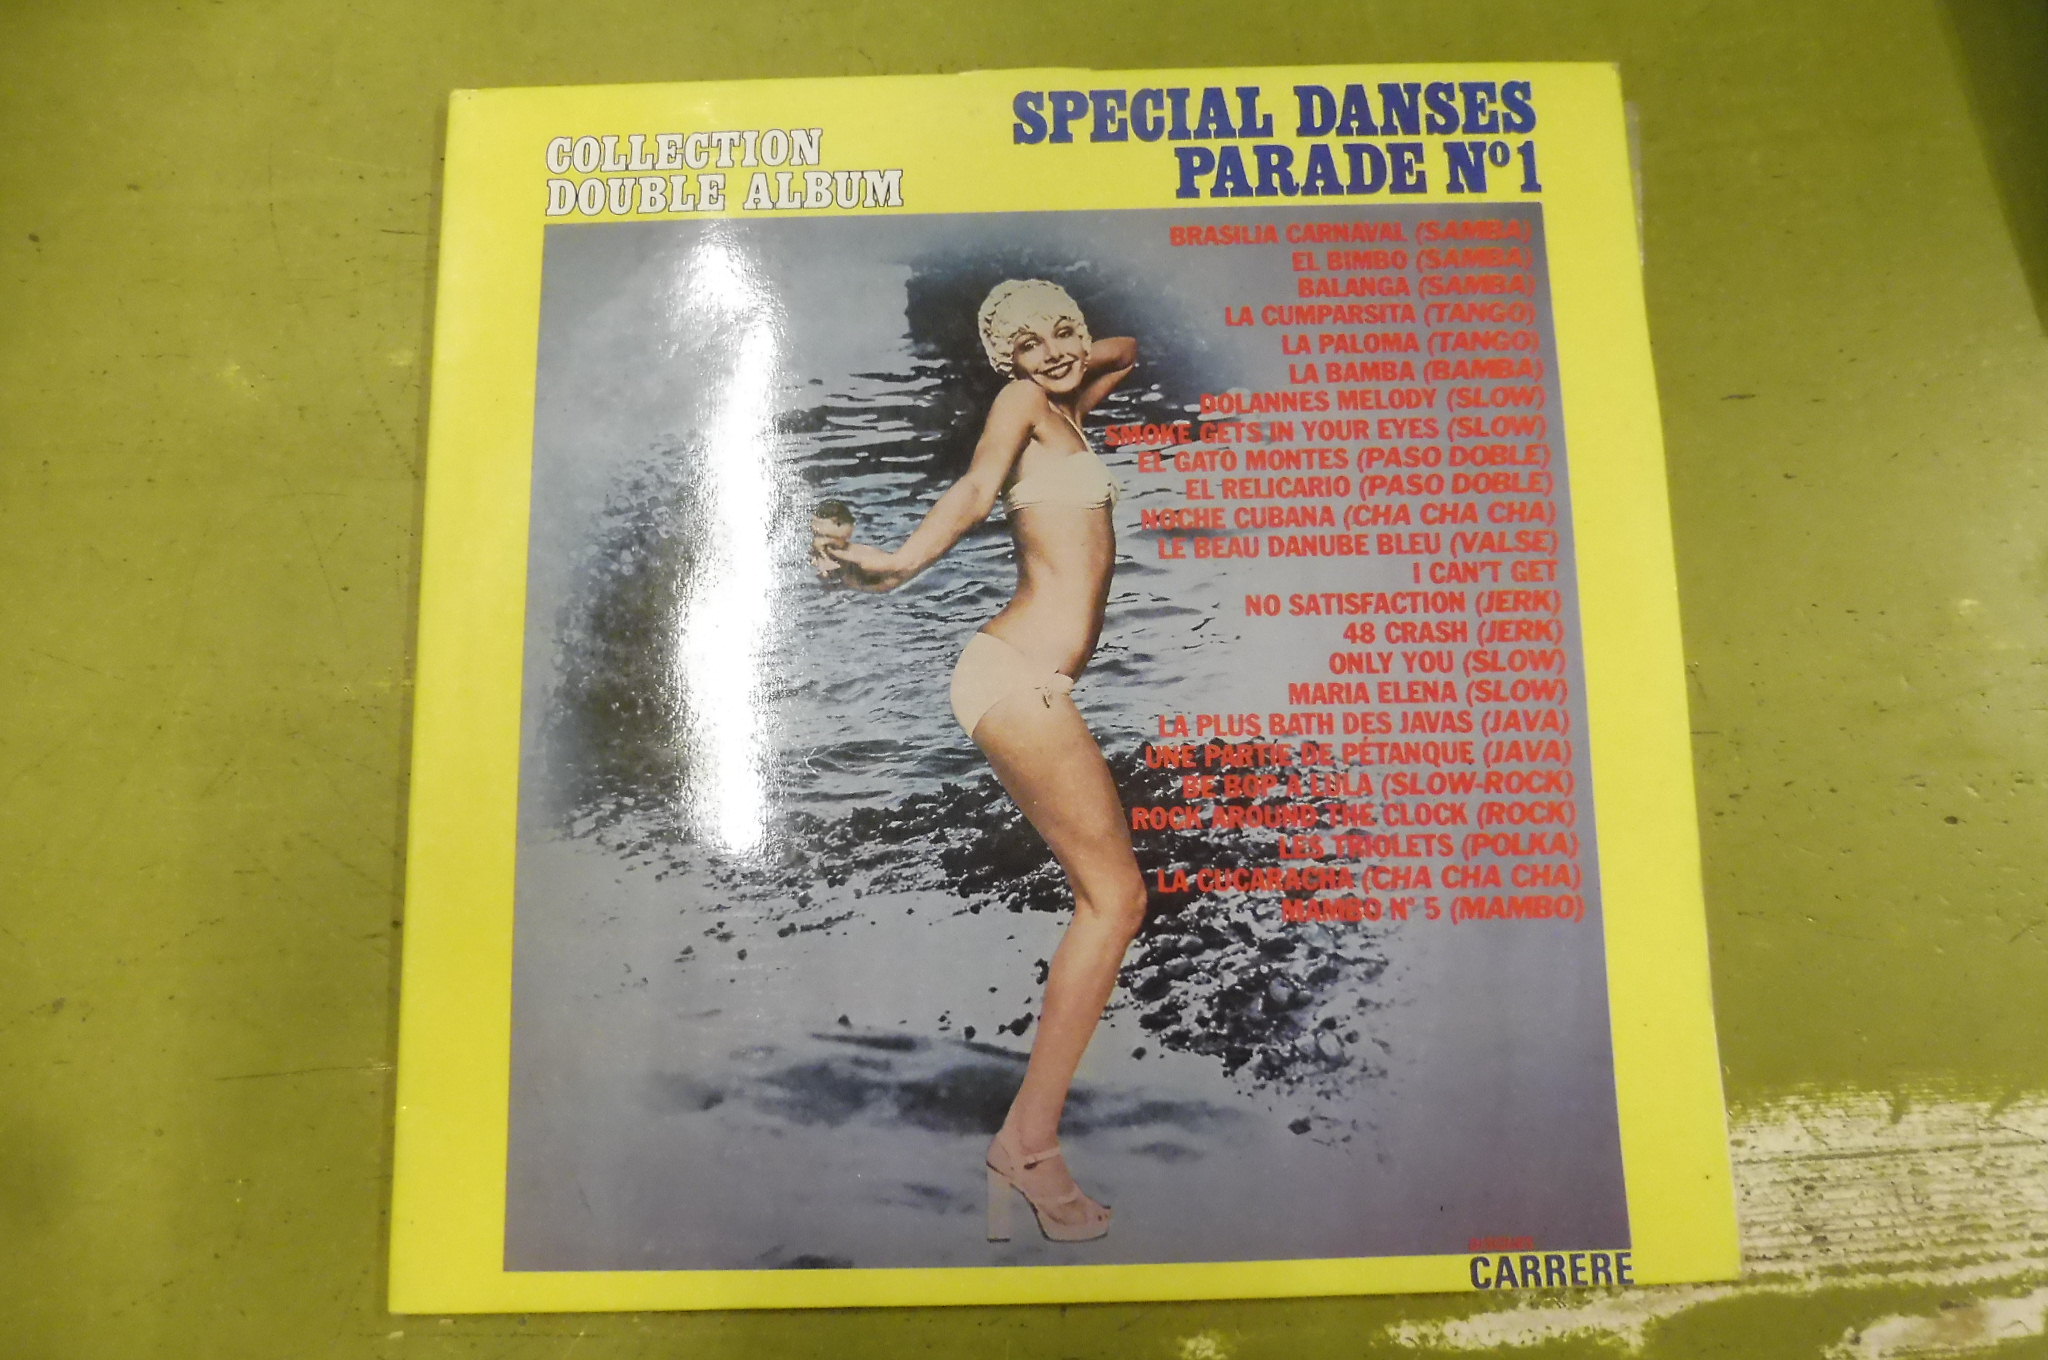 COLLECTION
DOUBLE ALBUM
SPECIAL DANSES
PARADE Nº1
BRASILIA CARNAVAL (SAMBA)
EL BIMBO (SAMBA)
BALANGA (SAMBA)
LA CUMPARSITA (TANGO)
LA PALOMA (TANGO)
LA BAMBA (BAMBA)
DOLANNES MELODY (SLOW)
SMOKE GETS IN YOUR EYES (SLOW)
EL GATO MONTES (PASO DOBLE)
EL RELICARIO (PASO DOBLE)
NOCHE CUBANA (CHA CHA CHA)
LE BEAU DANUBE BLEU (VALSE)
I CAN'T GET
NO SATISFACTION (JERK)
48 CRASH (JERK)
ONLY YOU (SLOW)
MARIA ELENA (SLOW)
LA PLUS BATH DES JAVAS (JAVA)
UNE PARTIE DE PÉTANQUE (JAVA)
BE BOP A LULA (SLOW-ROCK)
ROCK AROUND THE CLOCK (ROCK)
LES TRIOLETS (POLKA)
LA CUCARACHA (CHA CHA CHA)
MAMBO N° 5 (MAMBO)
CARRERE